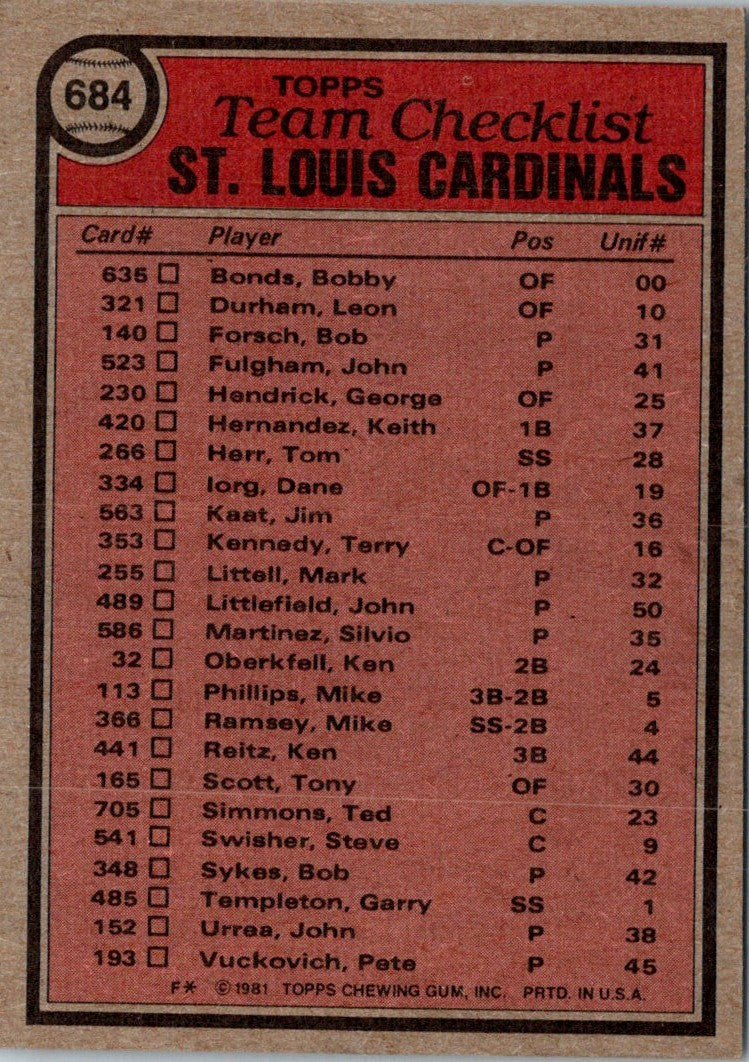 684
TOPPS
Team Checklist
ST. LOUIS CARDINALS
Card# Player Pos Unif#
635 Bonds, Bobby OF 00
321 Durham, Leon OF 10
140 Forsch, Bob P 31
523 Fulgham, John P 41
230 Hendrick, George OF 25
420 Hernandez, Keith 1B 37
266 Herr, Tom SS 28
334 Iorg, Dane OF-1B 19
563 Kaat, Jim P 36
353 Kennedy, Terry C-OF 16
255 Littell, Mark P 32
489 Littlefield, John P 50
586 Martinez, Silvio P 35
32 Oberkfell, Ken 2B 24
113 Phillips, Mike 3B-2B 5
366 Ramsey, Mike SS-2B 4
441 Reitz, Ken 3B 44
165 Scott, Tony OF 30
705 Simmons, Ted C 23
541 Swisher, Steve C 9
348 Sykes, Bob P 42
485 Templeton, Garry SS 1
152 Urrea, John P 38
193 Vuckovich, Pete P 45
F* ©1981 TOPPS CHEWING GUM, INC. PRTD. IN U.S.A.